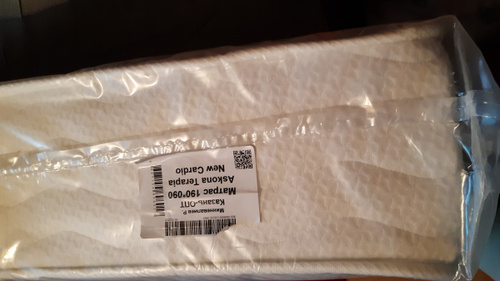 Казань-ОПТ
Матрас 190*090
Askona Terapia
New Cardio